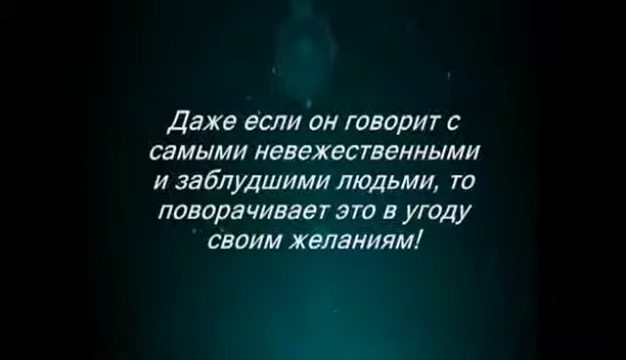 Даже если он говорит с
самыми невежественными
и заблудшими людьми, то
поворачивает это в угоду
своим желаниям!